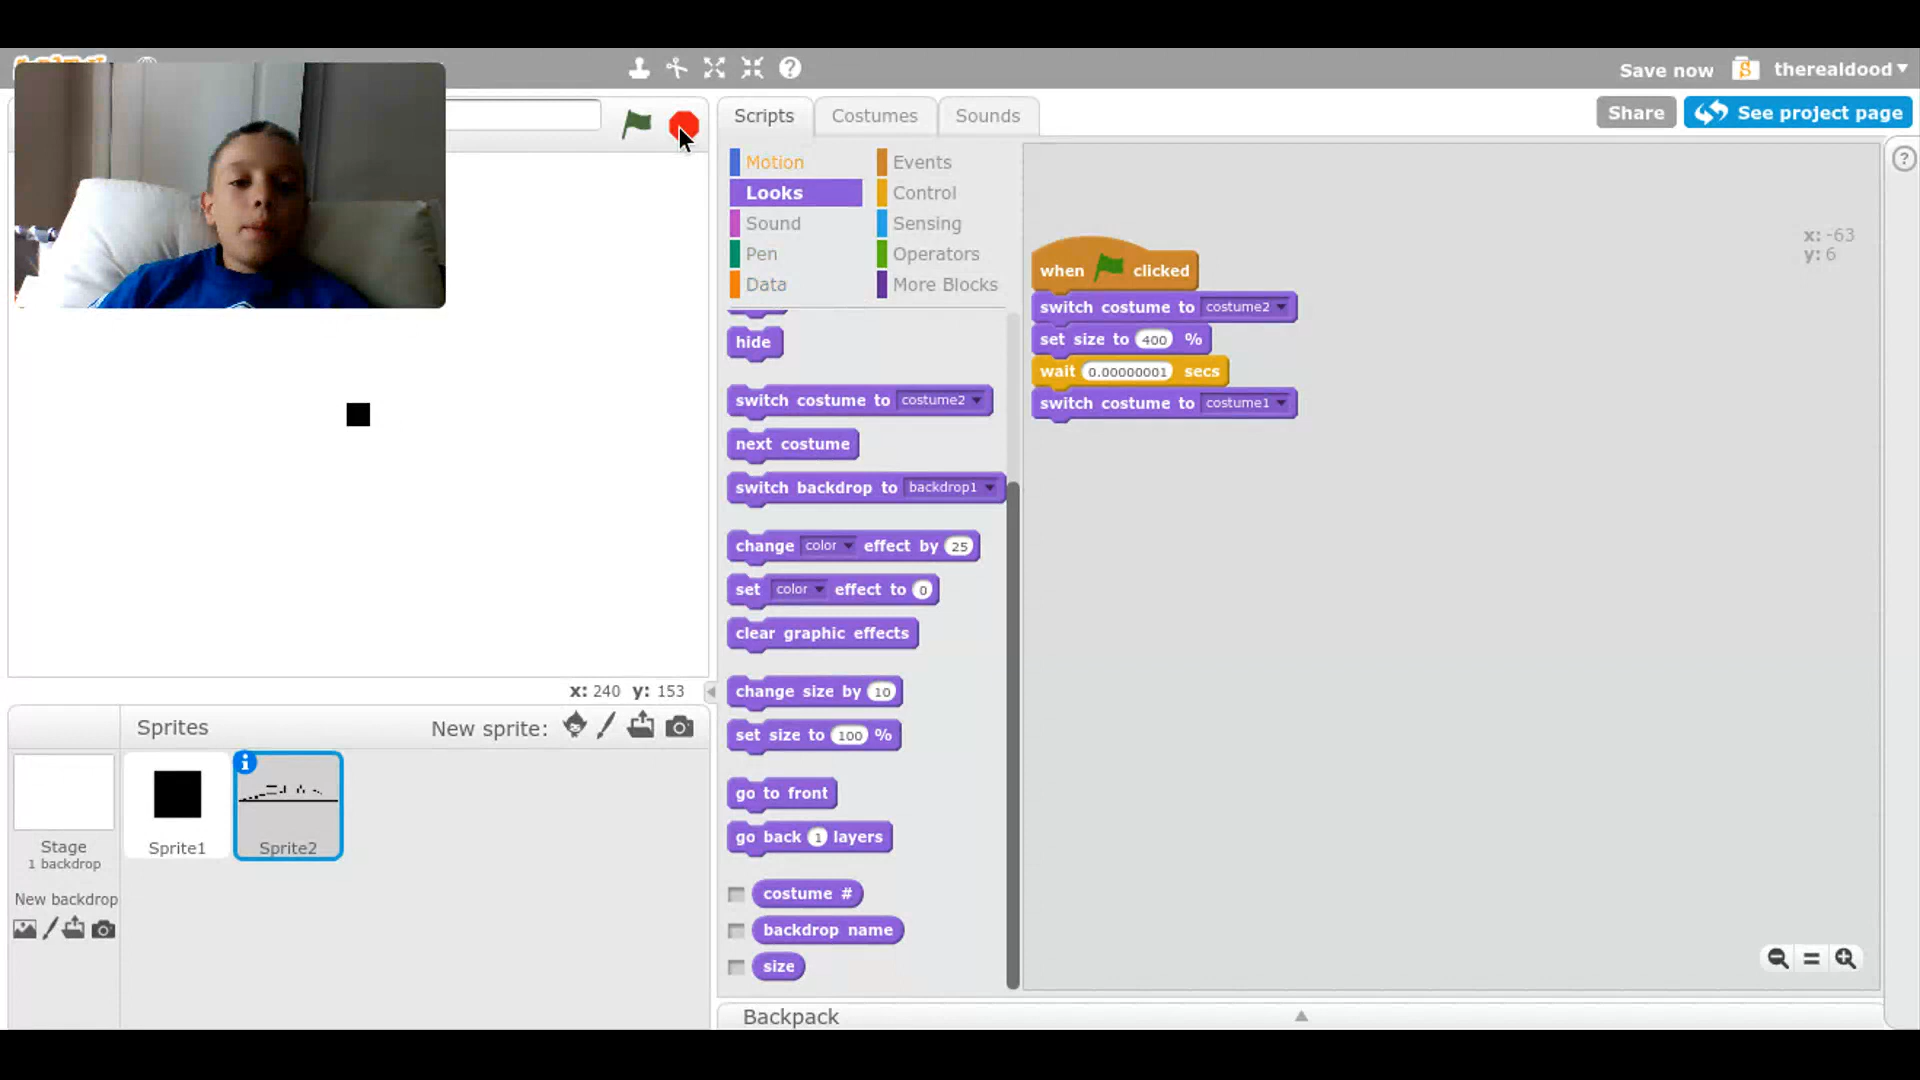 Save now
therealdood
Scripts
Costumes
Sounds
Share
See project page
Motion
Looks
Sound
Pen
Data
Events
Control
Sensing
Operators
More Blocks
hide
switch costume to costume2
next costume
switch backdrop to backdrop1
change color effect by 25
set color effect to 0
clear graphic effects
change size by 10
set size to 100 %
go to front
go back 1 layers
costume #
backdrop name
size
x: -63
y: 6
when clicked
switch costume to costume2
set size to 400 %
wait 0.00000001 secs
switch costume to costume1
x: 240 y: 153
Sprites
New sprite:
Stage
1 backdrop
New backdrop
Sprite1
Sprite2
Backpack